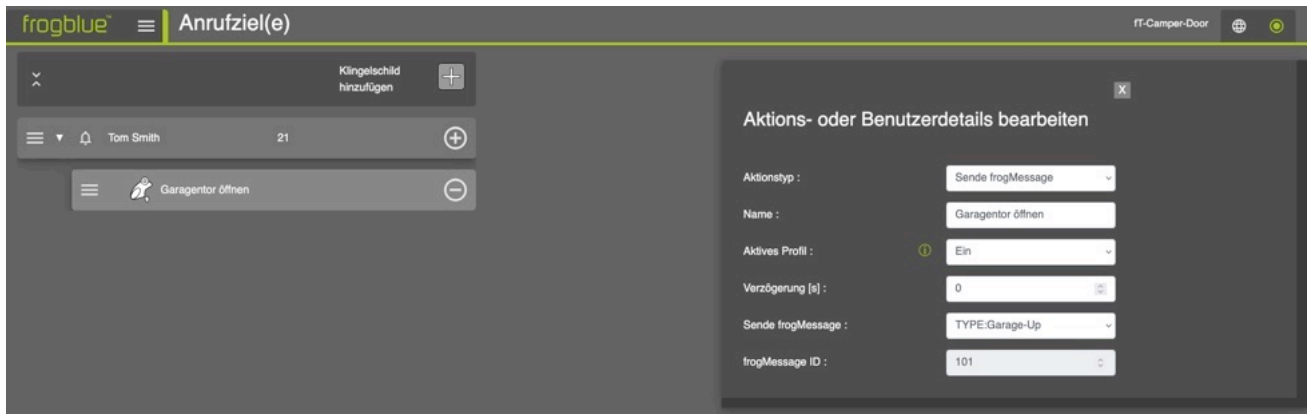 frogblue™ Anrufziel(e) fT-Camper-Door
Klingelschild
hinzufügen
Tom Smith 21
Garagentor öffnen
X
Aktions- oder Benutzerdetails bearbeiten
Aktionstyp : Sende frogMessage
Name : Garagentor öffnen
Aktives Profil : Ein
Verzögerung [s] : 0
Sende frogMessage : TYPE:Garage-Up
frogMessage ID : 101